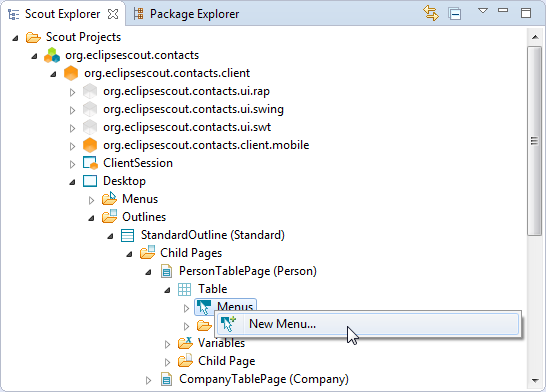 Scout Explorer
Package Explorer
Scout Projects
org.eclipsescout.contacts
org.eclipsescout.contacts.client
org.eclipsescout.contacts.ui.rap
org.eclipsescout.contacts.ui.swing
org.eclipsescout.contacts.ui.swt
org.eclipsescout.contacts.client.mobile
ClientSession
Desktop
Menus
Outlines
StandardOutline (Standard)
Child Pages
PersonTablePage (Person)
Table
Menus
New Menu...
Variables
Child Page
CompanyTablePage (Company)